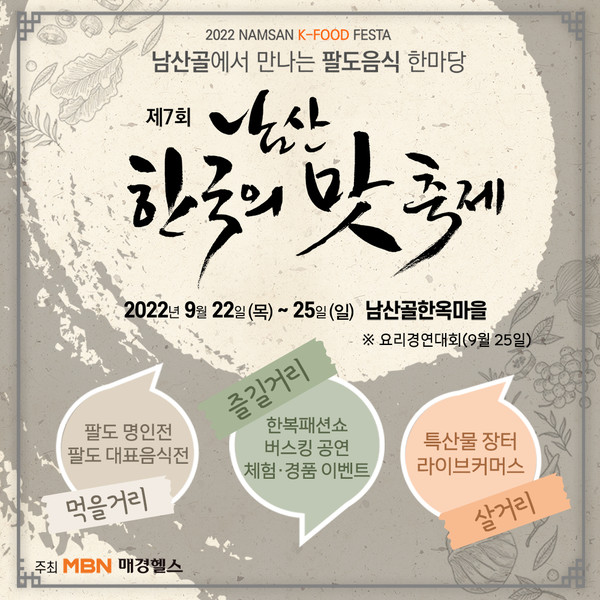 2022 NAMSAN K-FOOD FESTA
남산골에서 만나는 팔도음식 한마당
제7회 남산
한국의 맛 축제
2022년 9월 22일(목) ~ 25일(일) 남산골한옥마을
※ 요리경연대회(9월 25일)
팔도 명인전
팔도 대표음식전
먹을거리
즐길거리
한복패션쇼
버스킹 공연
체험·경품 이벤트
특산물 장터
라이브커머스
살거리
주최 MBN 매경헬스